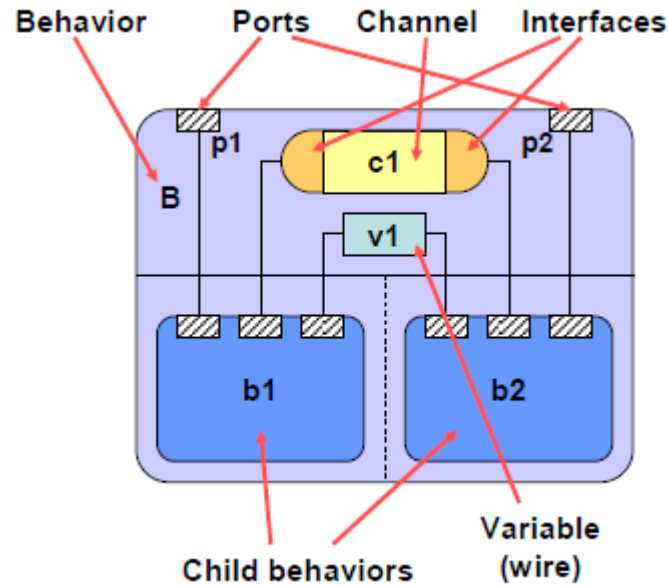 Behavior Ports Channel Interfaces
p1 p2
c1
B
v1
b1 b2
Variable
(wire)
Child behaviors